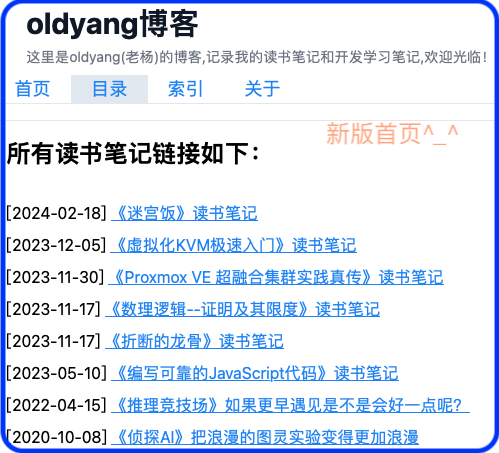 oldyang博客
这里是oldyang(老杨)的博客,记录我的读书笔记和开发学习笔记,欢迎光临!
首页 目录 索引 关于
新版首页^_^
所有读书笔记链接如下：
[2024-02-18] 《迷宫饭》读书笔记
[2023-12-05] 《虚拟化KVM极速入门》读书笔记
[2023-11-30] 《Proxmox VE 超融合集群实践真传》读书笔记
[2023-11-17] 《数理逻辑--证明及其限度》读书笔记
[2023-11-17] 《折断的龙骨》读书笔记
[2023-05-10] 《编写可靠的JavaScript代码》读书笔记
[2022-04-15] 《推理竞技场》如果更早遇见是不是会好一点呢？
[2020-10-08] 《侦探AI》把浪漫的图灵实验变得更加浪漫